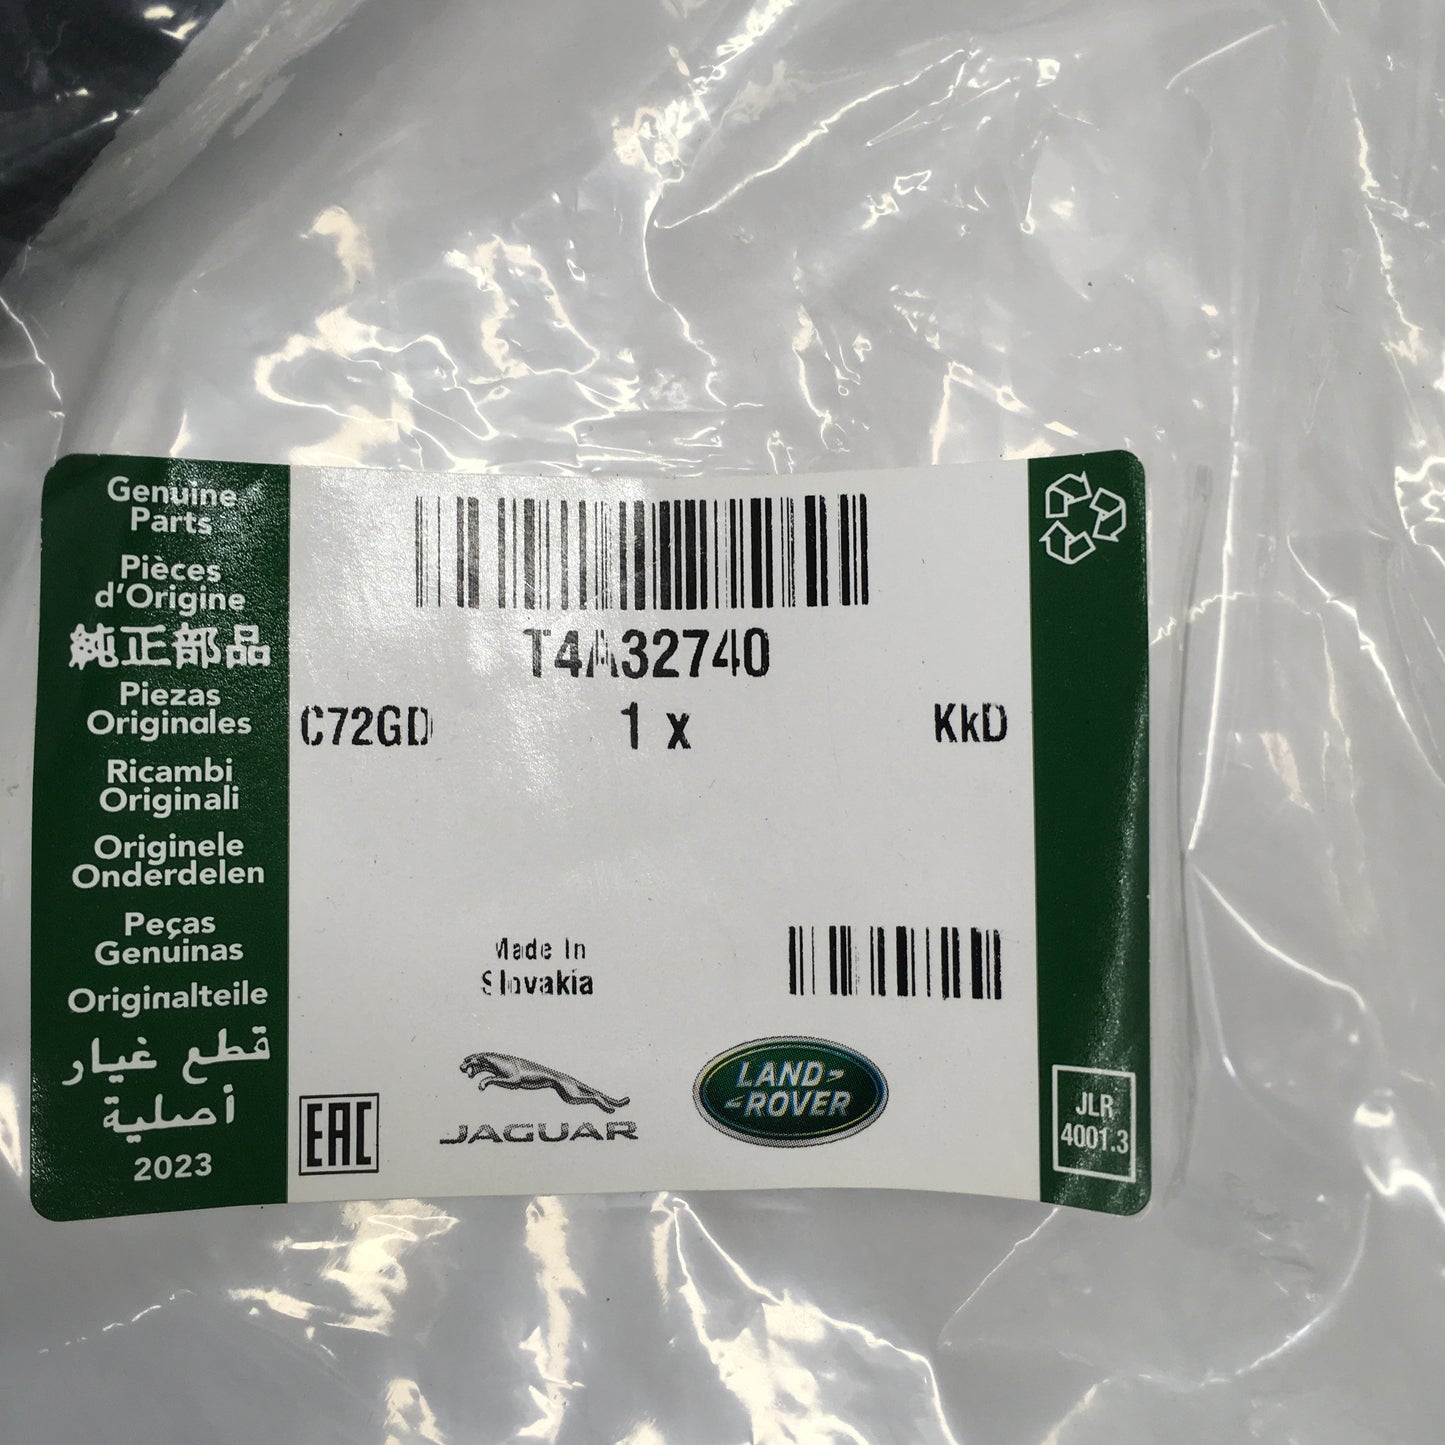 Genuine
Parts
Pièces
d'Origine
純正部品
Piezas
Originales
Ricambi
Originali
Originele
Onderdelen
Peças
Genuinas
Originalteile
قطع غيار
أصلية
2023
T4A32740
C72GD 1 x KkD
Made In
Slovakia
EAC
JAGUAR
LAND
ROVER
JLR
4001.3